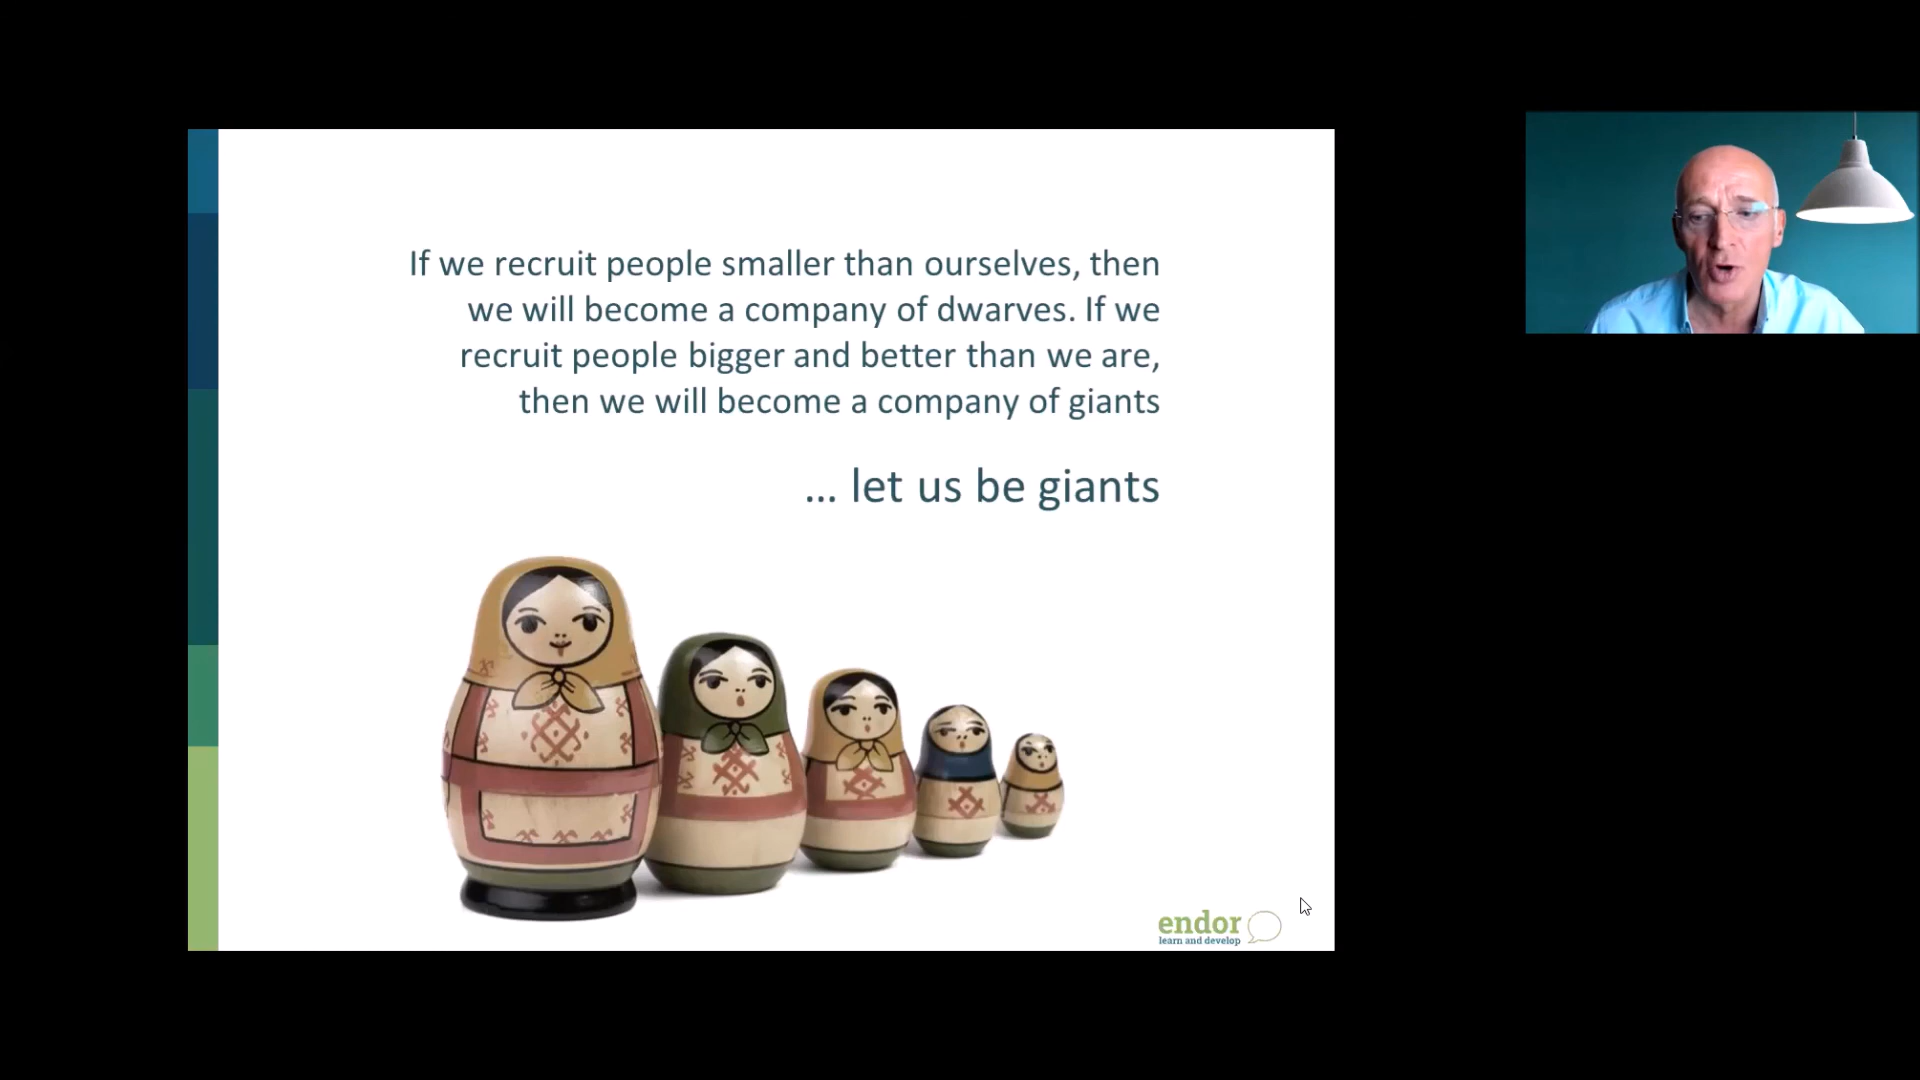 If we recruit people smaller than ourselves, then
we will become a company of dwarves. If we
recruit people bigger and better than we are,
then we will become a company of giants
... let us be giants
endor
learn and develop